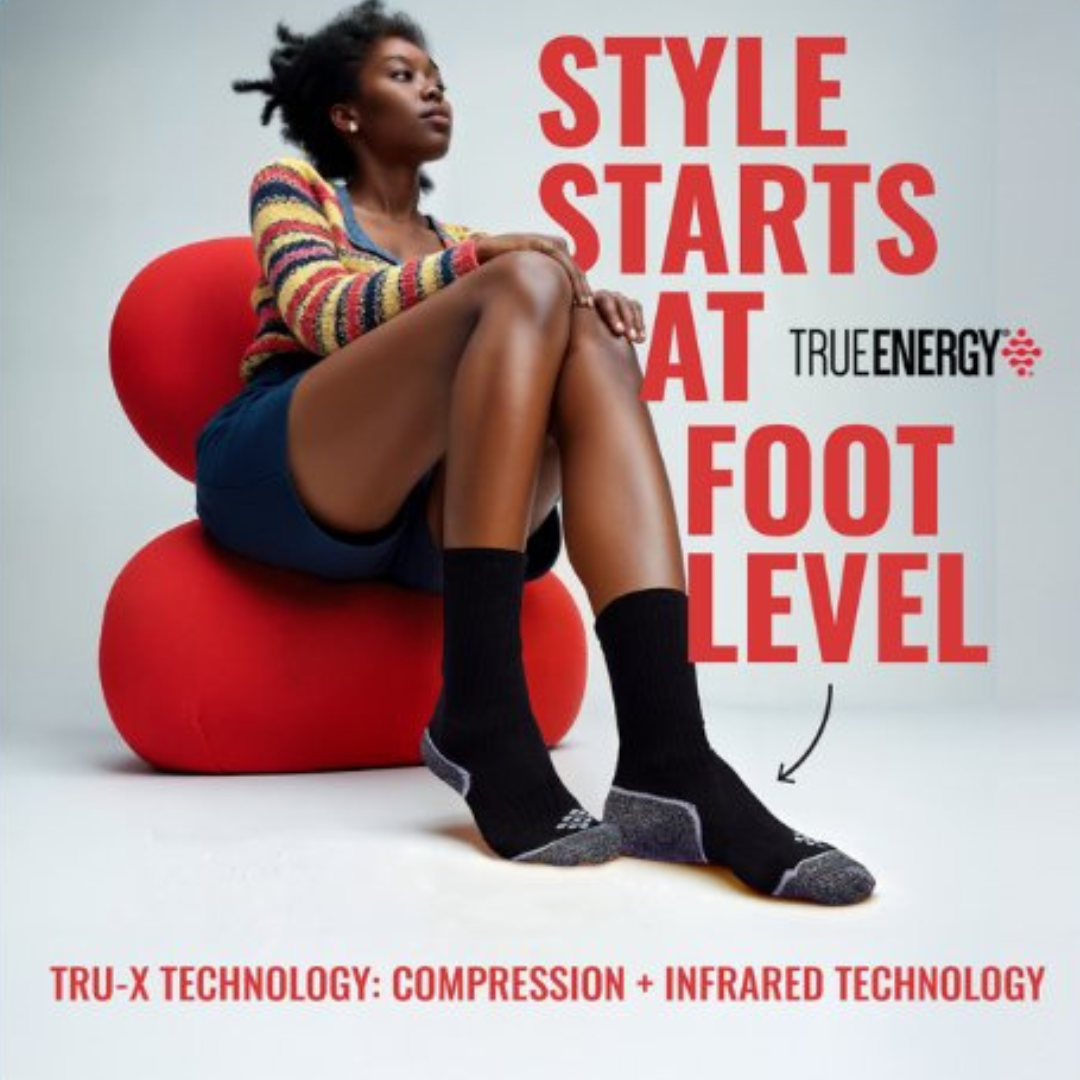 STYLE
STARTS
AT
TRUEENERGY
FOOT
LEVEL
TRU-X TECHNOLOGY: COMPRESSION + INFRARED TECHNOLOGY